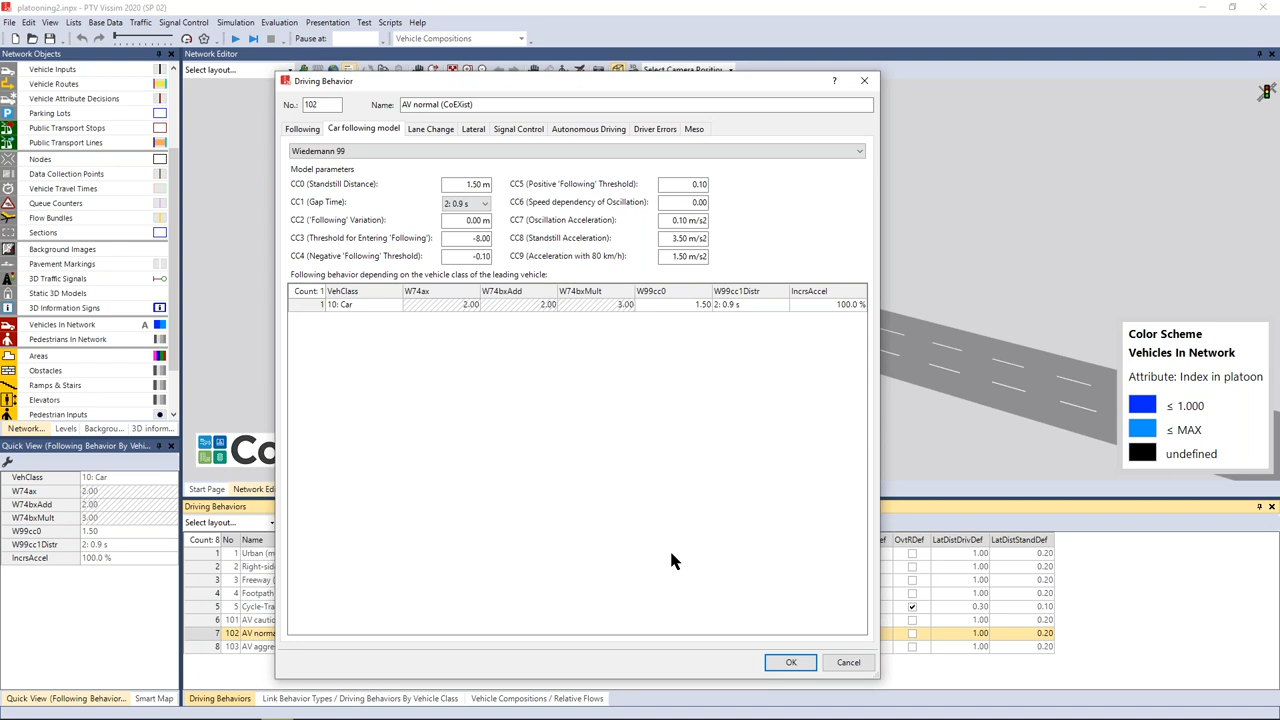 platooning2.inpx - PTV Vissim 2020 (SP 02)
File Edit View Lists Base Data Traffic Signal Control Simulation Evaluation Presentation Test Scripts Help
Pause at: Vehicle Compositions
Network Objects
Network Editor
Select layout...
Select Camera Position
Vehicle Inputs
Vehicle Routes
Vehicle Attribute Decisions
Parking Lots
Public Transport Stops
Public Transport Lines
Nodes
Data Collection Points
Vehicle Travel Times
Queue Counters
Flow Bundles
Sections
Background Images
Pavement Markings
3D Traffic Signals
Static 3D Models
3D Information Signs
Vehicles In Network A
Pedestrians In Network
Areas
Obstacles
Ramps & Stairs
Elevators
Pedestrian Inputs
Network... Levels Backgrou... 3D inform...
Quick View (Following Behavior By Vehi...
VehClass 10: Car
W74ax 2.00
W74bxAdd 2.00
W74bxMult 3.00
W99cc0 1.50
W99cc1Distr 2: 0.9 s
IncrsAccel 100.0 %
Quick View (Following Behavior... Smart Map
Driving Behavior
?
No.: 102 Name: AV normal (CoEXist)
Following Car following model Lane Change Lateral Signal Control Autonomous Driving Driver Errors Meso
Wiedemann 99
Model parameters
CC0 (Standstill Distance): 1.50 m CC5 (Positive 'Following' Threshold): 0.10
CC1 (Gap Time): 2: 0.9 s CC6 (Speed dependency of Oscillation): 0.00
CC2 ('Following' Variation): 0.00 m CC7 (Oscillation Acceleration): 0.10 m/s2
CC3 (Threshold for Entering 'Following'): -8.00 CC8 (Standstill Acceleration): 3.50 m/s2
CC4 (Negative 'Following' Threshold): -0.10 CC9 (Acceleration with 80 km/h): 1.50 m/s2
Following behavior depending on the vehicle class of the leading vehicle:
Count: 1 VehClass W74ax W74bxAdd W74bxMult W99cc0 W99cc1Distr IncrsAccel
1 10: Car 2.00 2.00 3.00 1.50 2: 0.9 s 100.0 %
OK Cancel
Color Scheme
Vehicles In Network
Attribute: Index in platoon
≤ 1.000
≤ MAX
undefined
Co
Start Page Network Edi
Driving Behaviors
Select layout...
Count: 8 No Name ef OvtRDef LatDistDrivDef LatDistStandDef
1 1 Urban (m 1.00 0.20
2 2 Right-sid 1.00 0.20
3 3 Freeway ( 1.00 0.20
4 4 Footpath 1.00 0.20
5 5 Cycle-Tra 0.30 0.10
6 101 AV cauti 1.00 0.20
7 102 AV norma 1.00 0.20
8 103 AV aggre 1.00 0.20
Driving Behaviors Link Behavior Types / Driving Behaviors By Vehicle Class Vehicle Compositions / Relative Flows